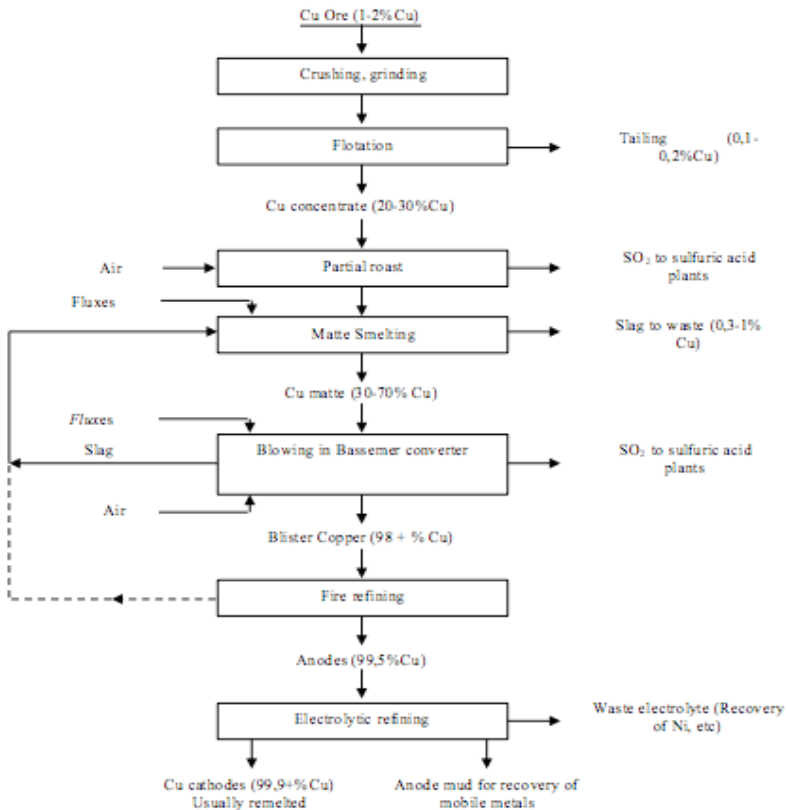 Cu Ore (1-2%Cu)
Crushing, grinding
Flotation
Tailing (0,1-
0,2%Cu)
Cu concentrate (20-30%Cu)
Air
Partial roast
SO₂ to sulfuric acid
plants
Fluxes
Matte Smelting
Slag to waste (0,3-1%
Cu)
Cu matte (30-70% Cu)
Fluxes
Slag
Blowing in Bassemer converter
SO₂ to sulfuric acid
plants
Air
Blister Copper (98 + % Cu)
Fire refining
Anodes (99,5%Cu)
Electrolytic refining
Waste electrolyte (Recovery
of Ni, etc)
Cu cathodes (99,9+%Cu)
Usually remelted
Anode mud for recovery of
mobile metals